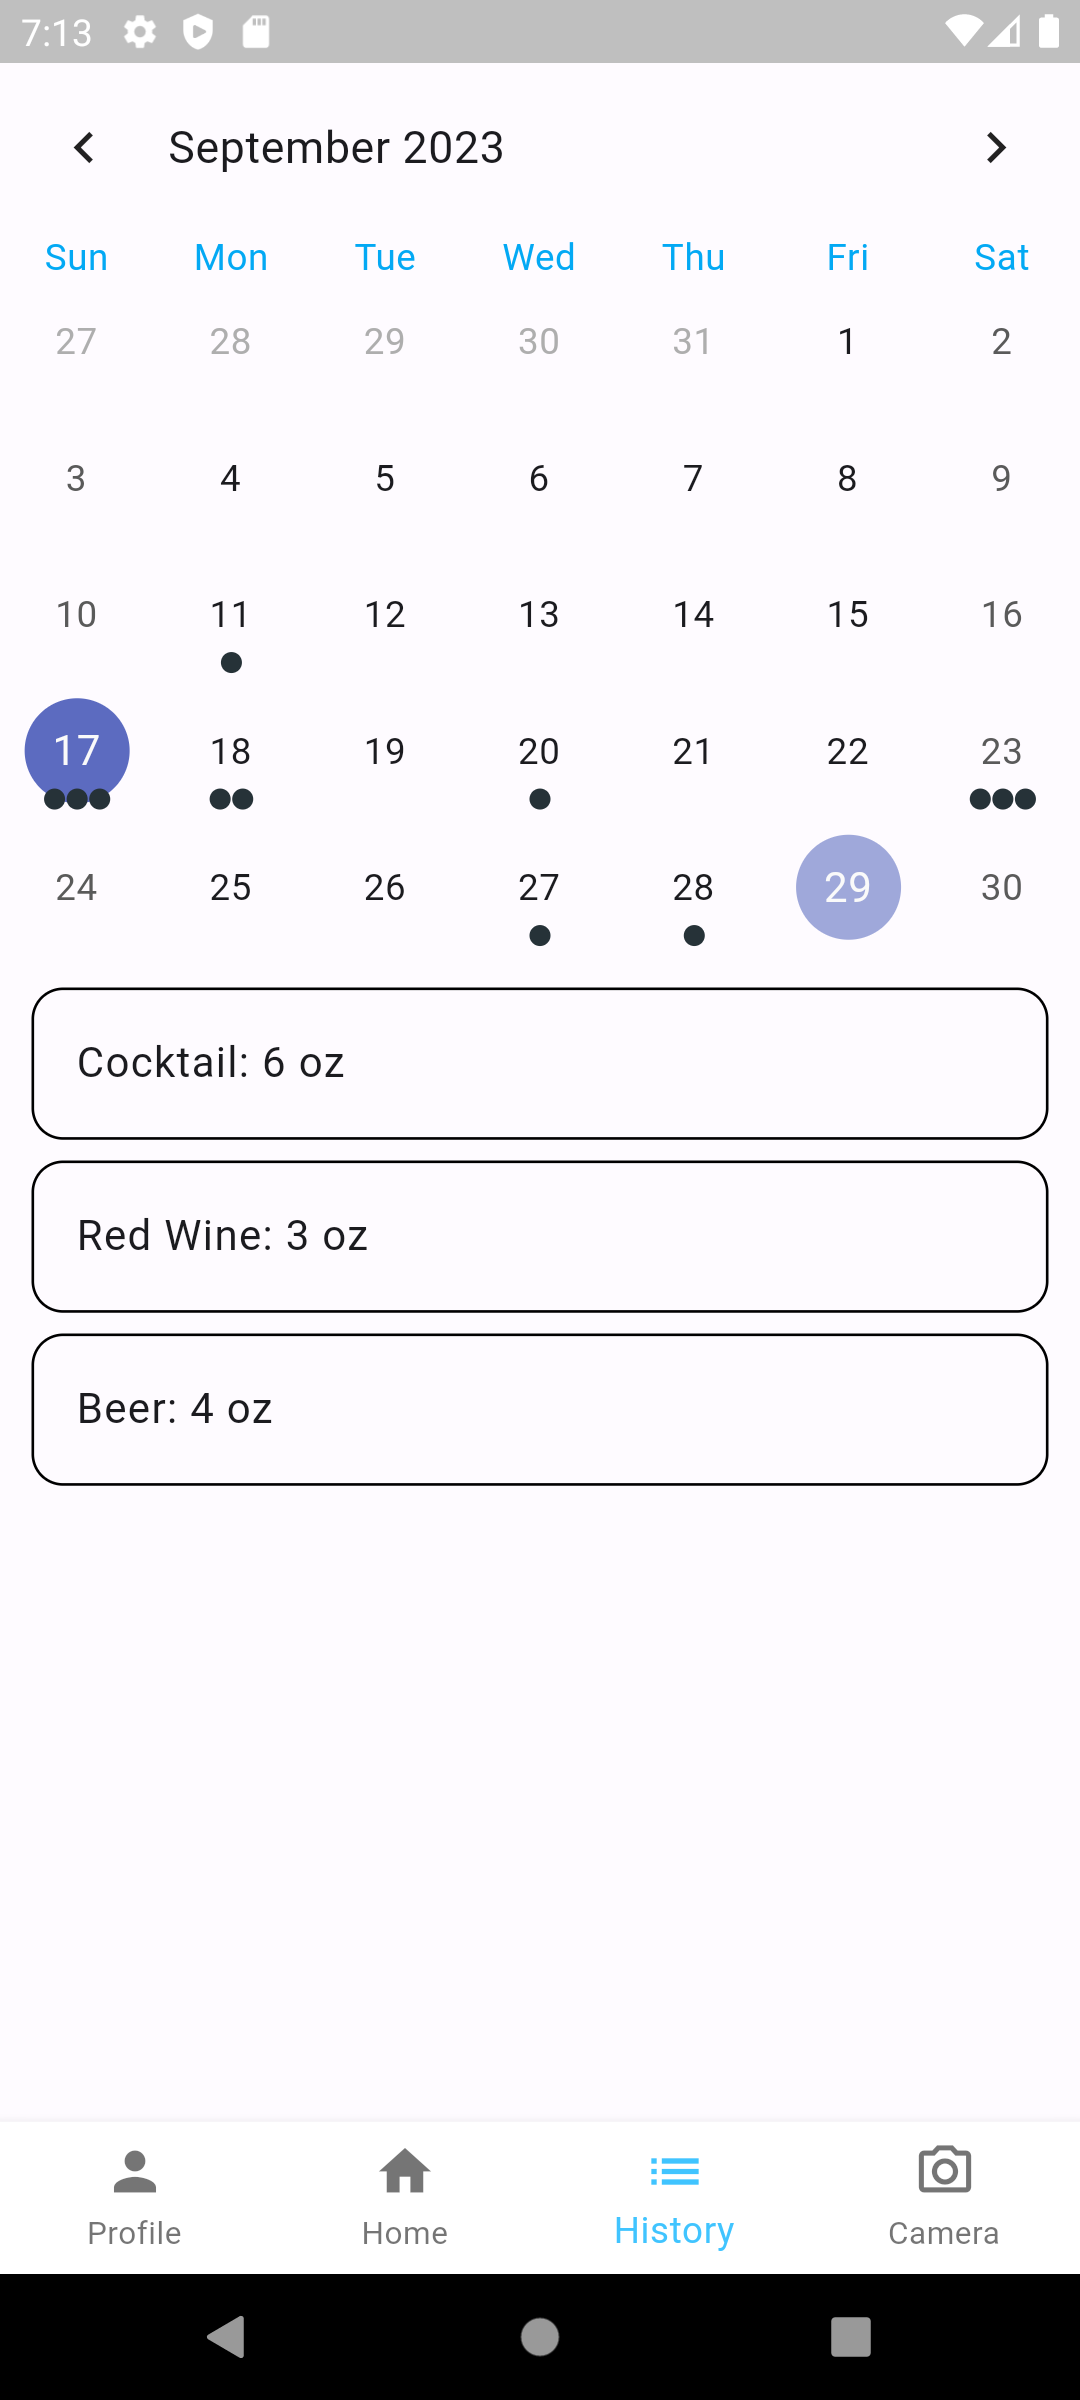 7:13
September 2023
Sun Mon Tue Wed Thu Fri Sat
27 28 29 30 31 1 2
3 4 5 6 7 8 9
10 11 12 13 14 15 16
17 18 19 20 21 22 23
24 25 26 27 28 29 30
Cocktail: 6 oz
Red Wine: 3 oz
Beer: 4 oz
Profile Home History Camera